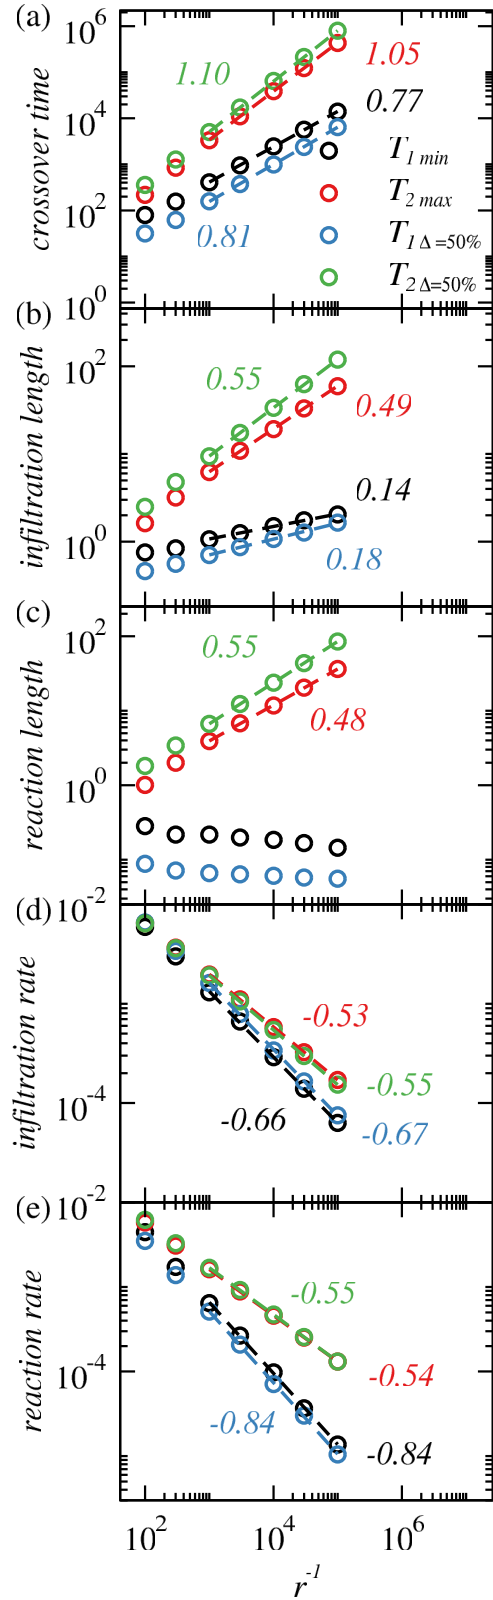 (a)
10^6
crossover time
1.10
1.05
10^4
0.77
T_1 min
10^2
T_2 max
0.81
T_1 Δ=50%
T_2 Δ=50%
10^0
(b)
infiltration length
10^2
0.55
0.49
0.14
10^0
0.18
(c)
reaction length
10^2
0.55
0.48
10^0
10^-2
(d)
infiltration rate
-0.53
-0.55
10^-4
-0.66
-0.67
(e)
10^-2
reaction rate
-0.55
10^-4
-0.54
-0.84
-0.84
10^2
10^4
10^6
r^-1